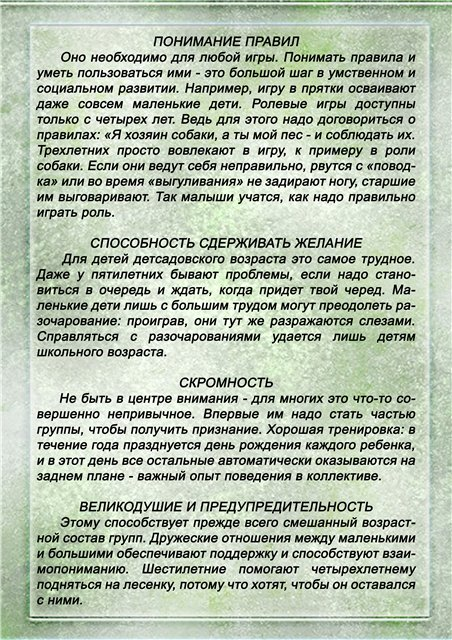 ПОНИМАНИЕ ПРАВИЛ
Оно необходимо для любой игры. Понимать правила и
уметь пользоваться ими - это большой шаг в умственном и
социальном развитии. Например, игру в прятки осваивают
даже совсем маленькие дети. Ролевые игры доступны
только с четырех лет. Ведь для этого надо договориться о
правилах: «Я хозяин собаки, а ты мой пес - и соблюдать их.
Трехлетних просто вовлекают в игру, к примеру в роли
собаки. Если они ведут себя неправильно, рвутся с «повод-
ка» или во время «выгуливания» не задирают ногу, старшие
им выговаривают. Так малыши учатся, как надо правильно
играть роль.
СПОСОБНОСТЬ СДЕРЖИВАТЬ ЖЕЛАНИЕ
Для детей детсадовского возраста это самое трудное.
Даже у пятилетних бывают проблемы, если надо стано-
виться в очередь и ждать, когда придет твой черед. Ма-
ленькие дети лишь с большим трудом могут преодолеть ра-
зочарование: проиграв, они тут же разражаются слезами.
Справляться с разочарованиями удается лишь детям
школьного возраста.
СКРОМНОСТЬ
Не быть в центре внимания - для многих это что-то со-
вершенно непривычное. Впервые им надо стать частью
группы, чтобы получить признание. Хорошая тренировка: в
течение года празднуется день рождения каждого ребенка,
и в этот день все остальные автоматически оказываются на
заднем плане - важный опыт поведения в коллективе.
ВЕЛИКОДУШИЕ И ПРЕДУПРЕДИТЕЛЬНОСТЬ
Этому способствует прежде всего смешанный возраст-
ной состав групп. Дружеские отношения между маленькими
и большими обеспечивают поддержку и способствуют взаи-
мопониманию. Шестилетние помогают четырехлетнему
подняться на лесенку, потому что хотят, чтобы он оставался
с ними.